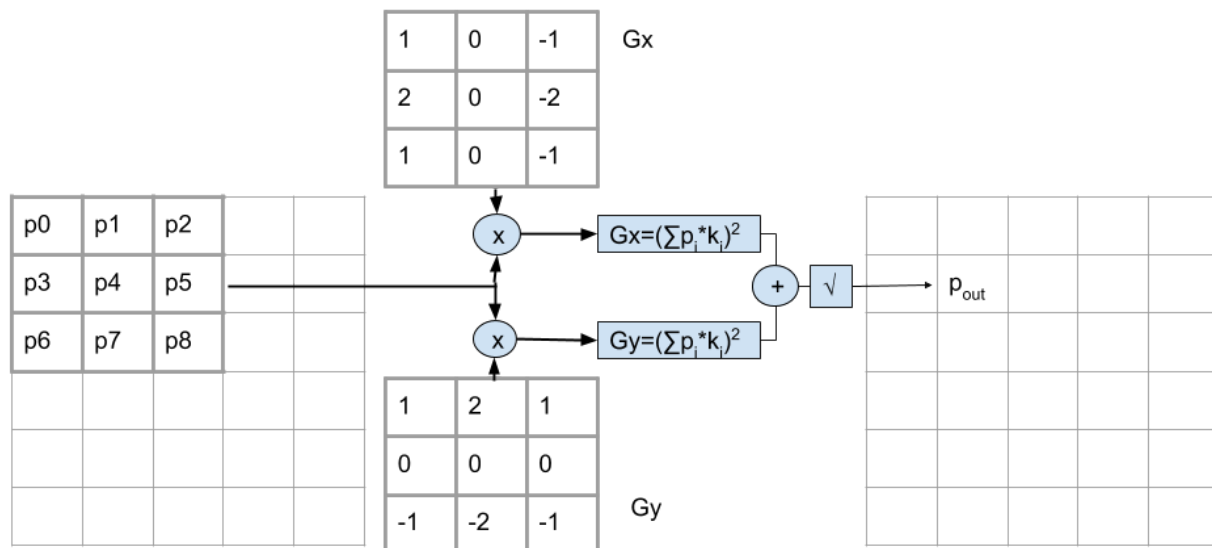 1 0 -1 Gx
2 0 -2
1 0 -1
p0 p1 p2
x
Gx=(∑pᵢ*kᵢ)²
p3 p4 p5
+ √ pₒᵤₜ
p6 p7 p8
x
Gy=(∑pᵢ*kᵢ)²
1 2 1
0 0 0
-1 -2 -1
Gy